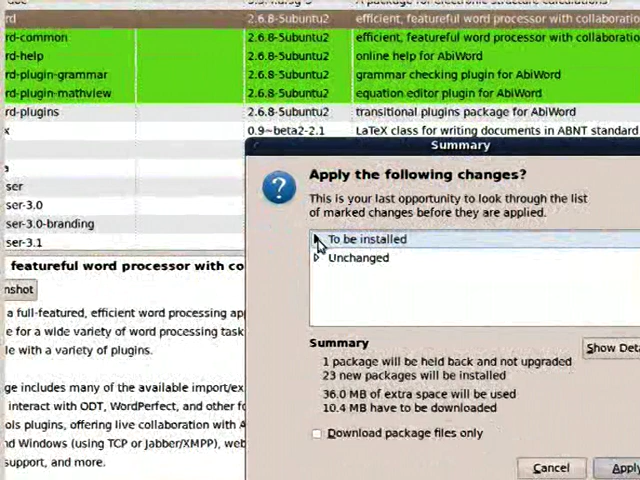 rd 2.6.8-5ubuntu2 efficient, featureful word processor with collaboratio
rd-common 2.6.8-5ubuntu2 efficient, featureful word processor with collaboratio
rd-help 2.6.8-5ubuntu2 online help for AbiWord
rd-plugin-grammar 2.6.8-5ubuntu2 grammar checking plugin for AbiWord
rd-plugin-mathview 2.6.8-5ubuntu2 equation editor plugin for AbiWord
rd-plugins 2.6.8-5ubuntu2 transitional plugins package for AbiWord
x 0.9~beta2-2.1 LaTeX class for writing documents in ABNT standard
Summary
a
ser
ser-3.0
ser-3.0-branding
ser-3.1
featureful word processor with co
nshot
a full-featured, efficient word processing ap
e for a wide variety of word processing task
le with a variety of plugins.
ge includes many of the available import/ex
interact with ODT, WordPerfect, and other fo
ols plugins, offering live collaboration with A
nd Windows (using TCP or Jabber/XMPP), web
support, and more.
Apply the following changes?
This is your last opportunity to look through the list
of marked changes before they are applied.
To be installed
Unchanged
Summary
Show Deta
1 package will be held back and not upgraded
23 new packages will be installed
36.0 MB of extra space will be used
10.4 MB have to be downloaded
Download package files only
Cancel
Apply